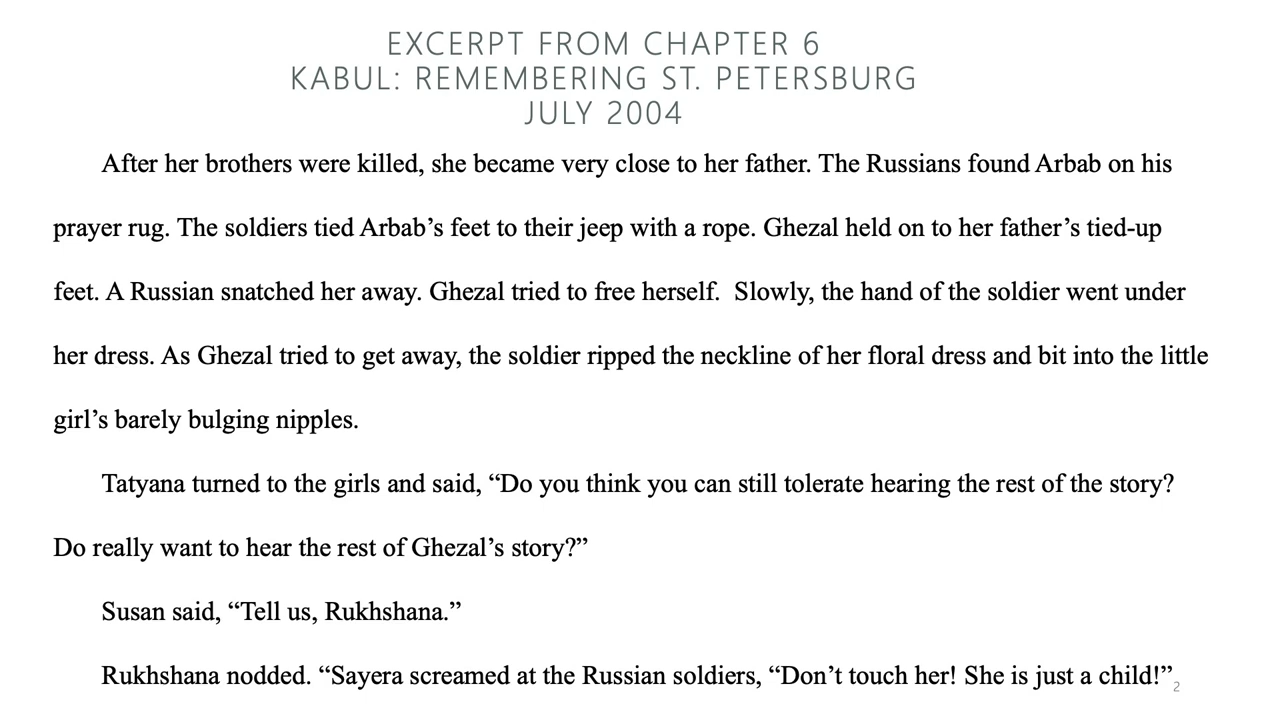 EXCERPT FROM CHAPTER 6
KABUL: REMEMBERING ST. PETERSBURG
JULY 2004
After her brothers were killed, she became very close to her father. The Russians found Arbab on his
prayer rug. The soldiers tied Arbab’s feet to their jeep with a rope. Ghezal held on to her father’s tied-up
feet. A Russian snatched her away. Ghezal tried to free herself.  Slowly, the hand of the soldier went under
her dress. As Ghezal tried to get away, the soldier ripped the neckline of her floral dress and bit into the little
girl’s barely bulging nipples.
Tatyana turned to the girls and said, “Do you think you can still tolerate hearing the rest of the story?
Do really want to hear the rest of Ghezal’s story?”
Susan said, “Tell us, Rukhshana.”
Rukhshana nodded. “Sayera screamed at the Russian soldiers, “Don’t touch her! She is just a child!”
2